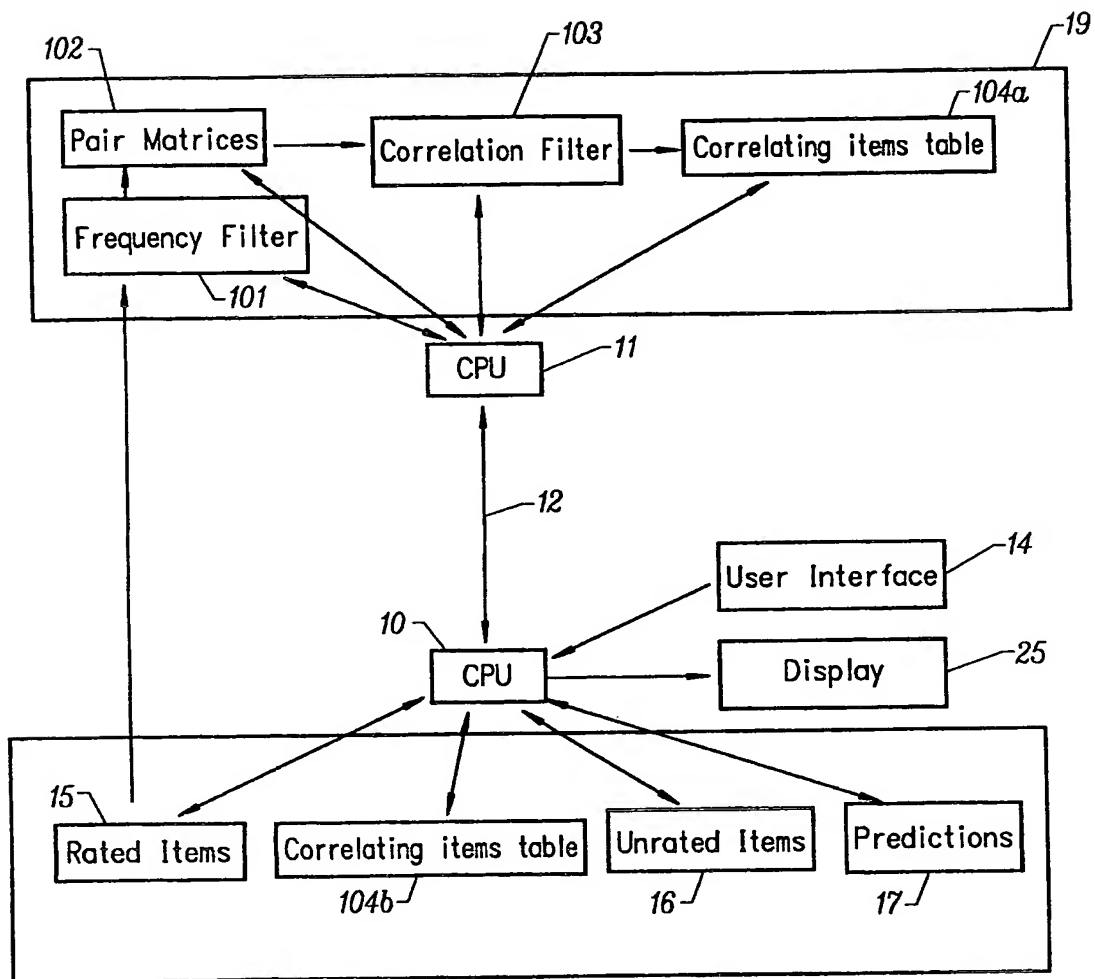 102
103
19
104a
Pair Matrices
Correlation Filter
Correlating items table
Frequency Filter
101
CPU
11
12
User Interface
14
10
CPU
Display
25
15
Rated Items
Correlating items table
Unrated Items
Predictions
104b
16
17